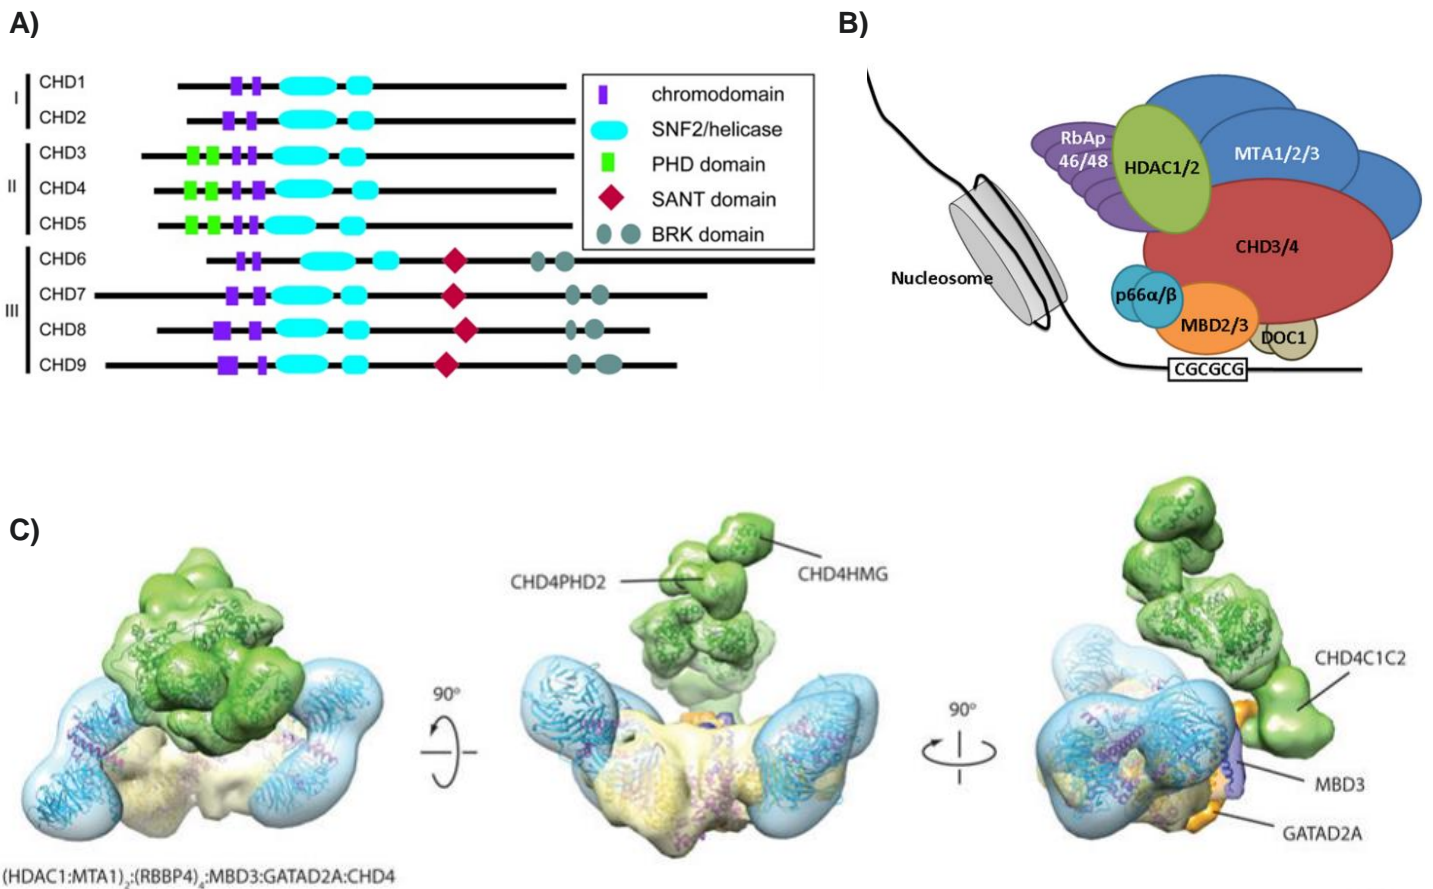 A)
I
II
III
CHD1
CHD2
CHD3
CHD4
CHD5
CHD6
CHD7
CHD8
CHD9
chromodomain
SNF2/helicase
PHD domain
SANT domain
BRK domain
B)
RbAp
46/48
HDAC1/2
MTA1/2/3
CHD3/4
Nucleosome
p66α/β
MBD2/3
DOC1
CGCGCG
C)
CHD4PHD2
CHD4HMG
90°
90°
CHD4C1C2
MBD3
GATAD2A
(HDAC1:MTA1)₂:(RBBP4)₄:MBD3:GATAD2A:CHD4